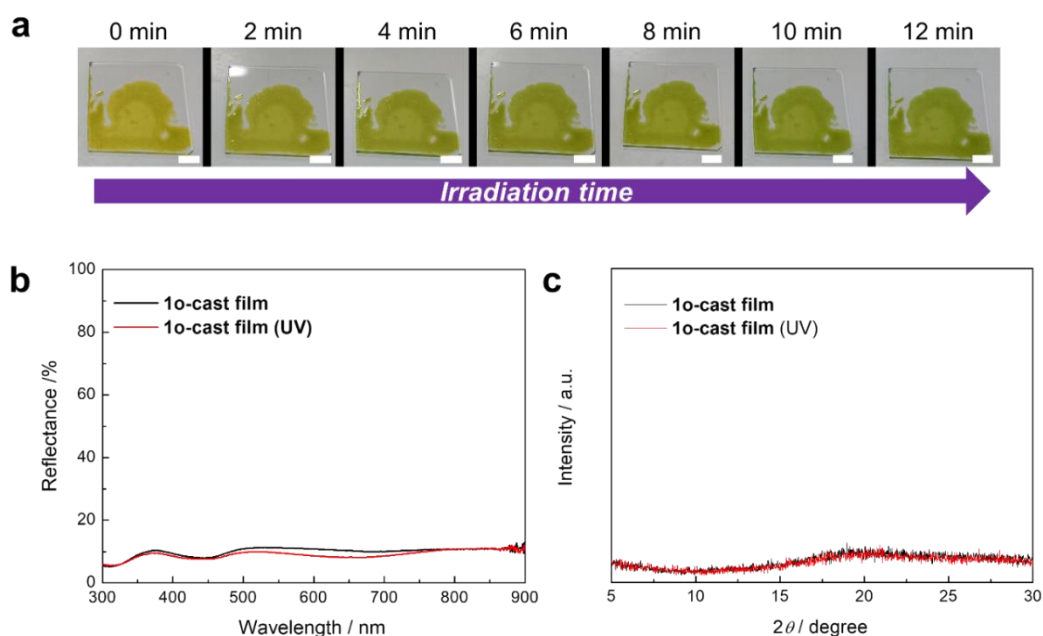 a
0 min 2 min 4 min 6 min 8 min 10 min 12 min
Irradiation time
b
100
80
60
40
20
0
Reflectance /%
1o-cast film
1o-cast film (UV)
300 400 500 600 700 800 900
Wavelength / nm
c
Intensity / a.u.
1o-cast film
1o-cast film (UV)
5 10 15 20 25 30
2θ / degree